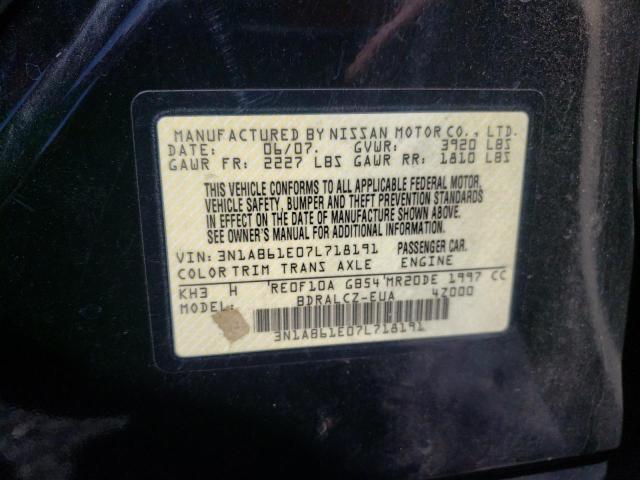 MANUFACTURED BY NISSAN MOTOR CO., LTD.
DATE: 06/07. GVWR: 3920 LBS
GAWR FR: 2227 LBS GAWR RR: 1810 LBS
THIS VEHICLE CONFORMS TO ALL APPLICABLE FEDERAL MOTOR,
VEHICLE SAFETY, BUMPER AND THEFT PREVENTION STANDARDS
IN EFFECT ON THE DATE OF MANUFACTURE SHOWN ABOVE.
SEE OWNER'S MANUAL FOR ADDITIONAL INFORMATION.
VIN: 3N1AB61E07L718191 PASSENGER CAR.
COLOR TRIM TRANS AXLE ENGINE
KH3 H RE0F10A GB54 MR20DE 1997 CC
MODEL: BDRALCZ-EUA 4Z000
3N1AB61E07L718191